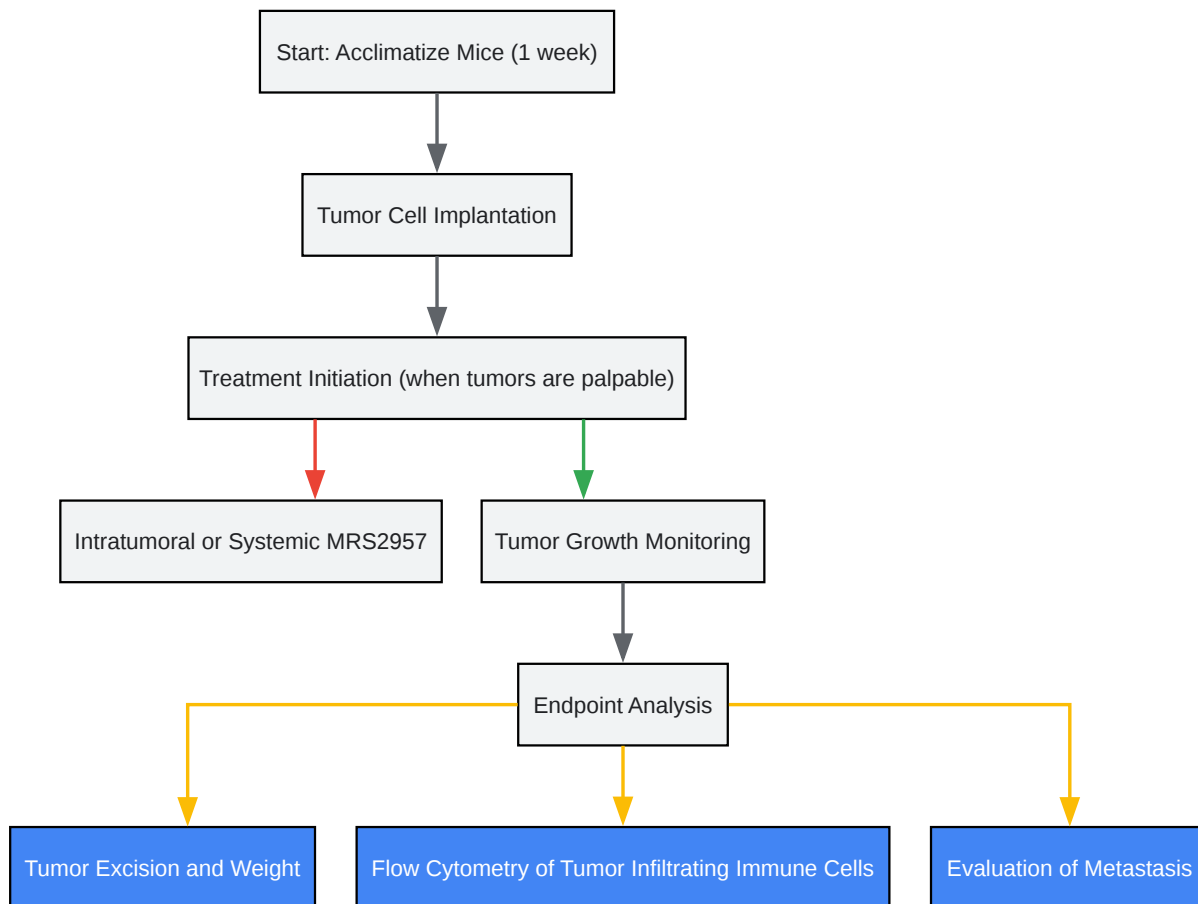 Start: Acclimatize Mice (1 week)
Tumor Cell Implantation
Treatment Initiation (when tumors are palpable)
Intratumoral or Systemic MRS2957
Tumor Growth Monitoring
Endpoint Analysis
Tumor Excision and Weight
Flow Cytometry of Tumor Infiltrating Immune Cells
Evaluation of Metastasis